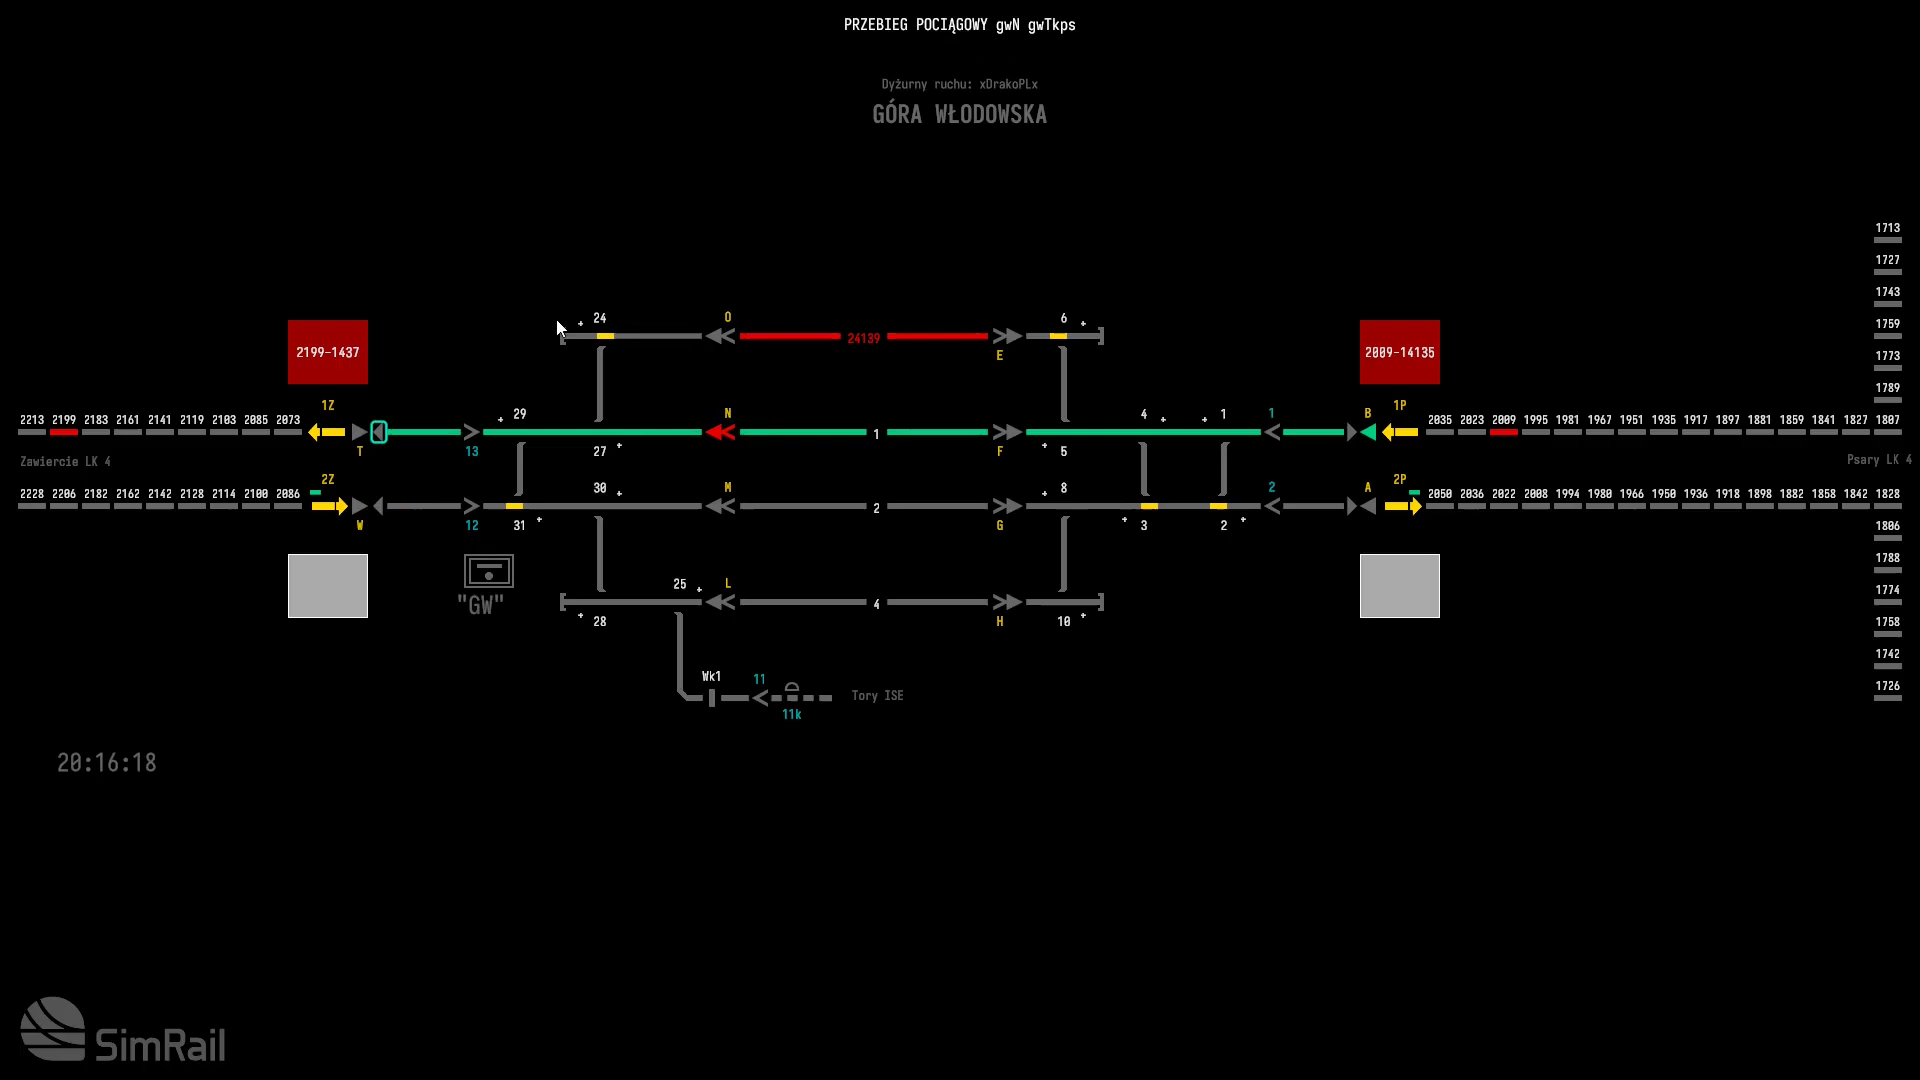 PRZEBIEG POCIĄGOWY gwN gwTkps
Dyżurny ruchu: xDrakoPLx
GÓRA WŁODOWSKA
1713
1727
1743
1759
1773
1789
24 O 6
24139
E
2199-1437
2009-14135
1Z 29 N 4 1 1 B 1P
2213 2199 2183 2161 2141 2119 2103 2085 2073
2035 2023 2009 1995 1981 1967 1951 1935 1917 1897 1881 1859 1841 1827 1807
1
T 13 27 F 5
Zawiercie LK 4
Psary LK 4
2Z 30 M 8 2 A 2P
2228 2206 2182 2162 2142 2128 2114 2100 2086
2050 2036 2022 2008 1994 1980 1966 1950 1936 1918 1898 1882 1858 1842 1828
2
W 12 31 G 3 2
1806
1788
1774
1758
1742
1726
25 L
"GW"
4
28 H 10
Wk1 11
Tory ISE
11k
20:16:18
SimRail